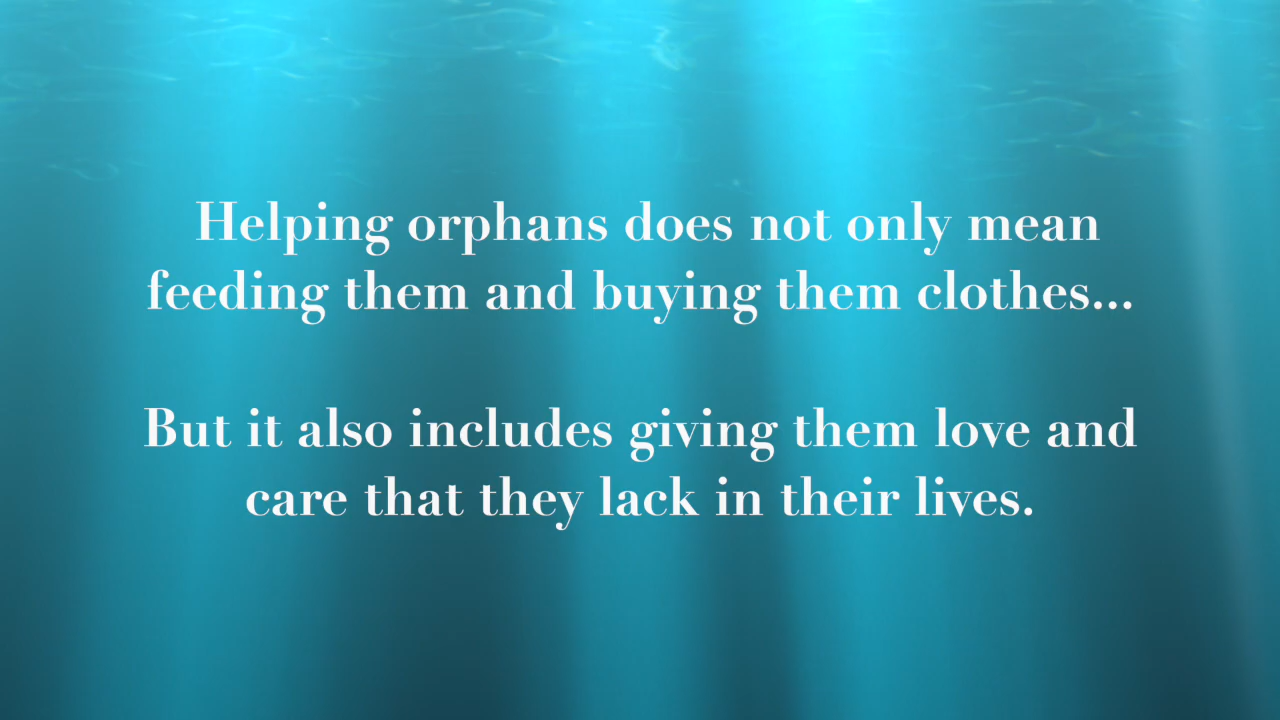 Helping orphans does not only mean
feeding them and buying them clothes...
But it also includes giving them love and
care that they lack in their lives.